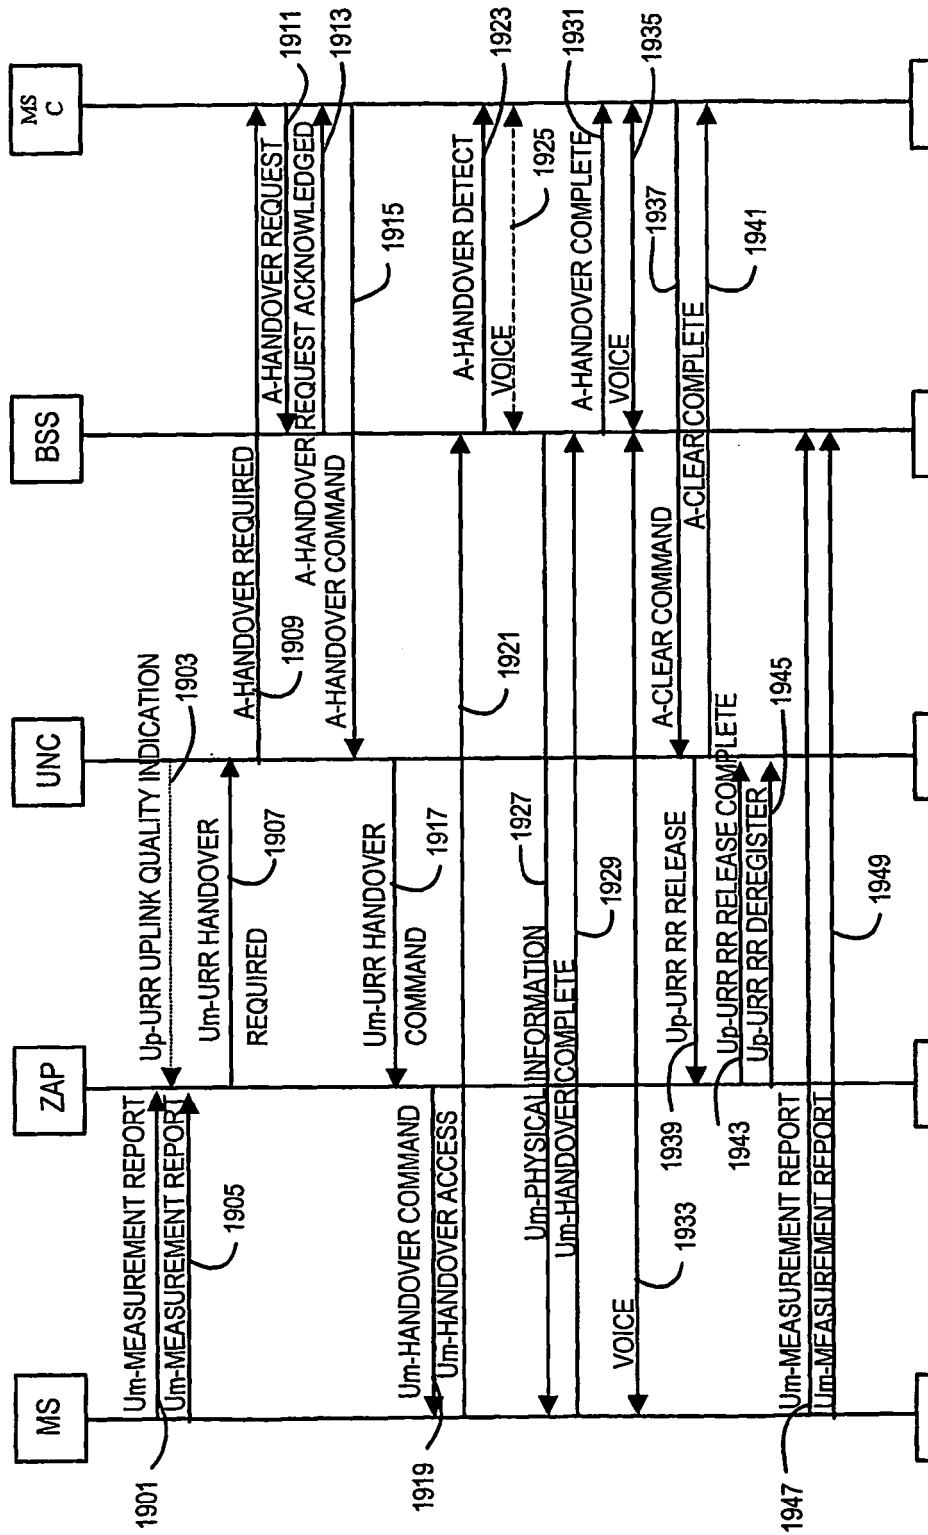 MS
ZAP
UNC
BSS
MS
C
Um-MEASUREMENT REPORT
1901
Up-URR UPLINK QUALITY INDICATION
1903
Um-MEASUREMENT REPORT
1905
Um-URR HANDOVER
REQUIRED
1907
A-HANDOVER REQUIRED
1909
A-HANDOVER REQUEST
1911
A-HANDOVER REQUEST ACKNOWLEDGED
1913
A-HANDOVER COMMAND
1915
Um-URR HANDOVER
COMMAND
1917
Um-HANDOVER COMMAND
1919
Um-HANDOVER ACCESS
1921
A-HANDOVER DETECT
1923
VOICE
1925
Um-PHYSICAL INFORMATION
1927
Um-HANDOVER COMPLETE
1929
A-HANDOVER COMPLETE
1931
VOICE
1933
VOICE
1935
A-CLEAR COMMAND
1937
Up-URR RR RELEASE
1939
A-CLEAR COMPLETE
1941
Up-URR RR RELEASE COMPLETE
1943
Up-URR RR DEREGISTER
1945
Um-MEASUREMENT REPORT
1947
Um-MEASUREMENT REPORT
1949